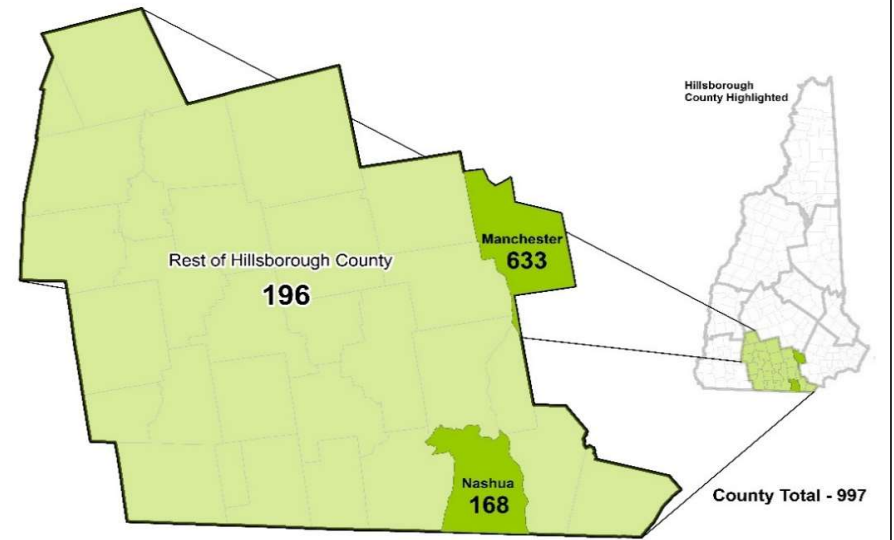 Hillsborough
County Highlighted
Manchester
633
Rest of Hillsborough County
196
Nashua
168
County Total - 997